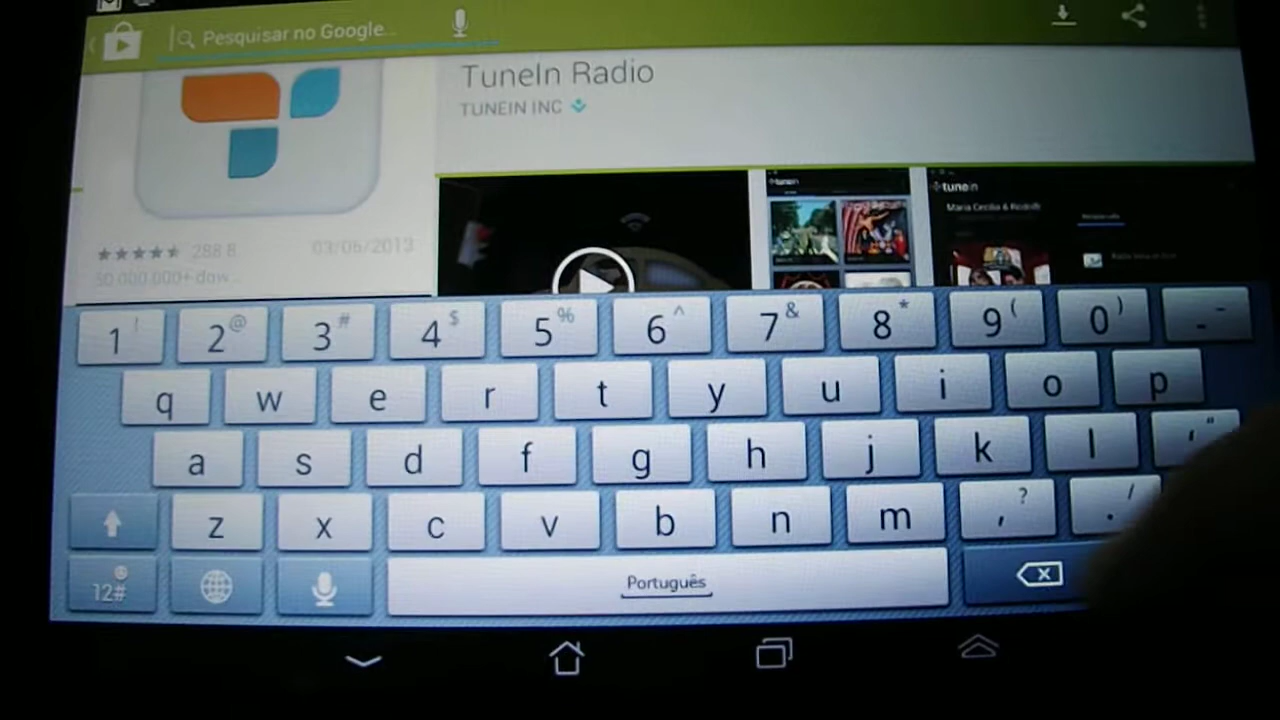 Pesquisar no Google...
TuneIn Radio
TUNEIN INC
288 8..
03/06/2013
50 000 000+ dow...
tunein
tunein
Maria Cecília & Rodolfo
1 ! 2 @ 3 # 4 $ 5 % 6 ^ 7 & 8 * 9 ( 0 ) - _
q w e r t y u i o p
a s d f g h j k l ' "
z x c v b n m , ? . /
12# Português